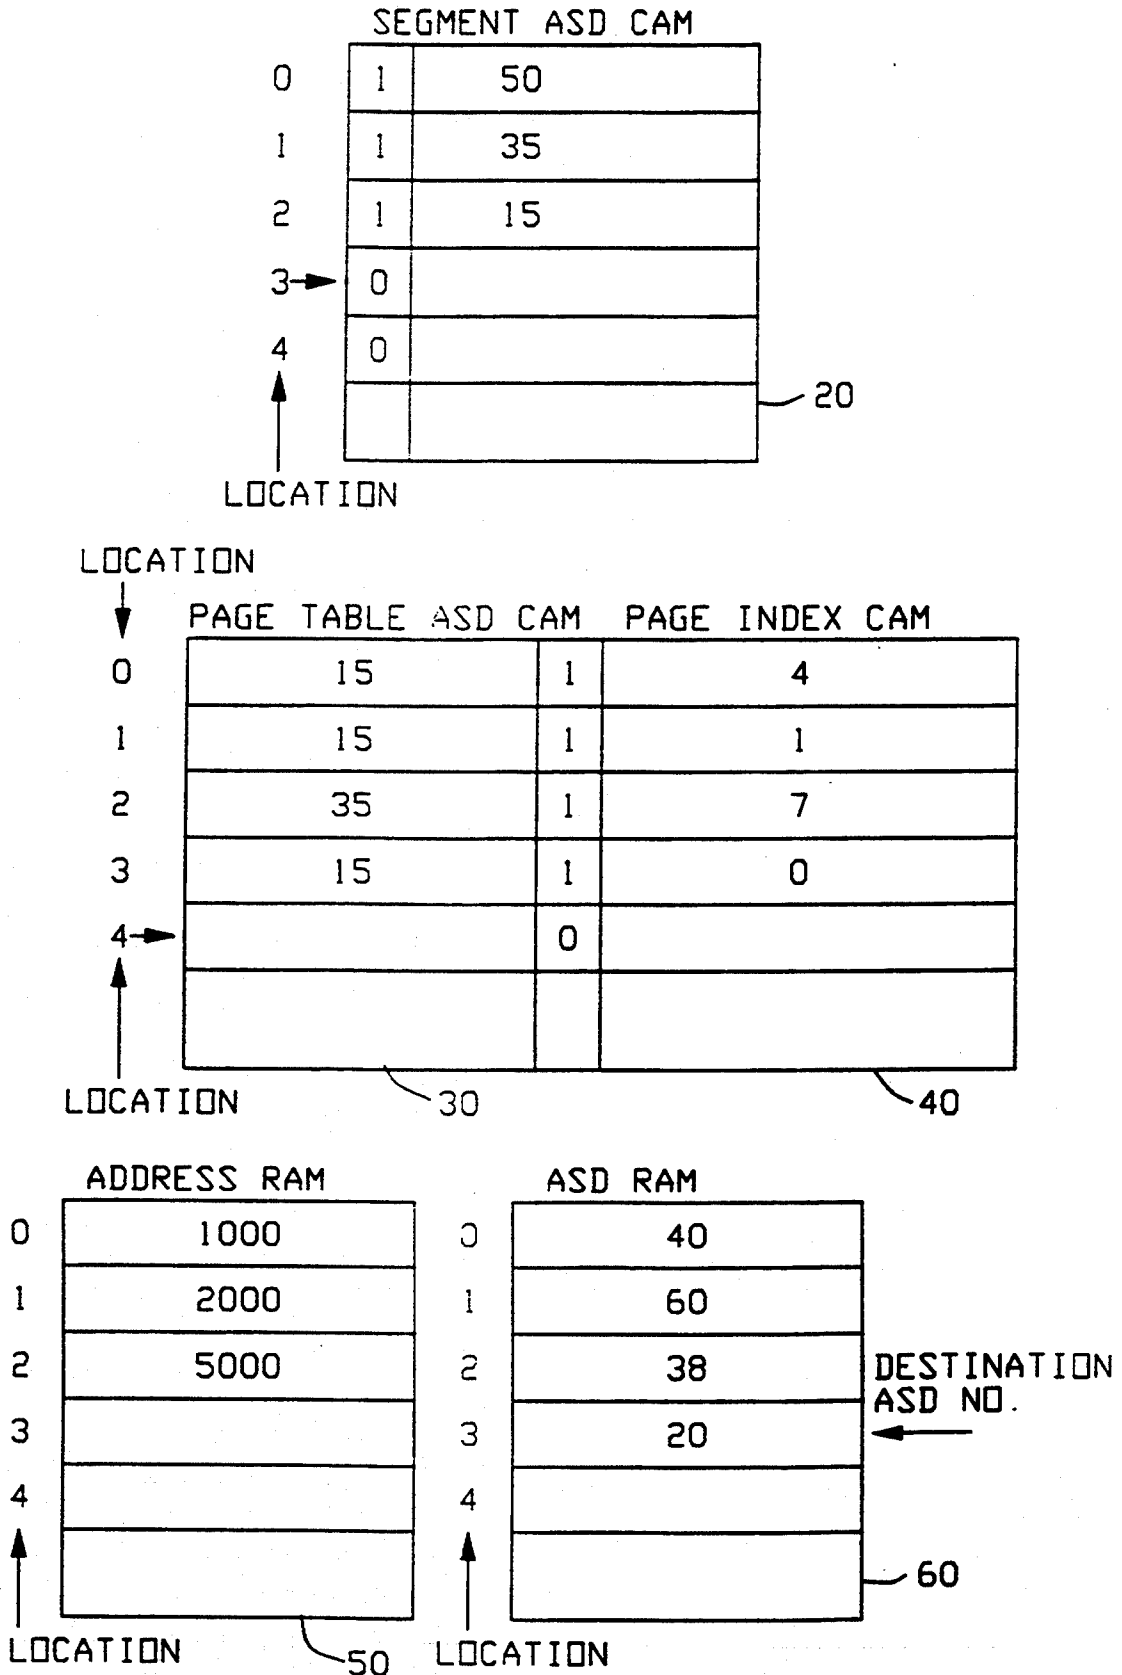 SEGMENT ASD CAM
0 1 50
1 1 35
2 1 15
3 0
4 0
20
LOCATION
LOCATION
PAGE TABLE ASD CAM PAGE INDEX CAM
0 15 1 4
1 15 1 1
2 35 1 7
3 15 1 0
4 0
LOCATION
30
40
ADDRESS RAM ASD RAM
0 1000 0 40
1 2000 1 60
2 5000 2 38 DESTINATION
ASD NO.
3 3 20
4 4
60
LOCATION
50
LOCATION